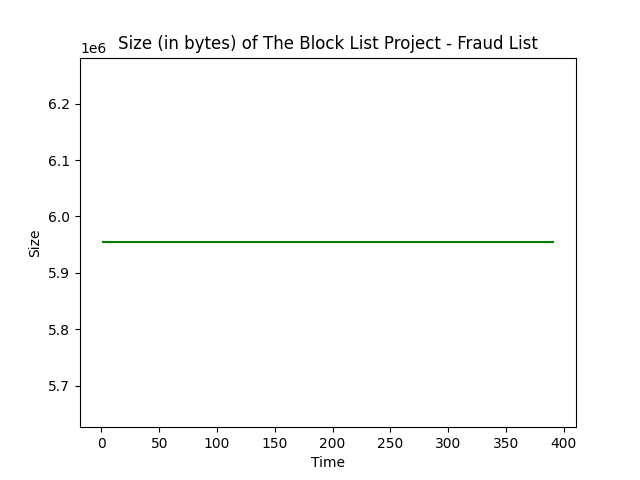 Size (in bytes) of The Block List Project - Fraud List
1e6
6.2
6.1
6.0
5.9
5.8
5.7
Size
0 50 100 150 200 250 300 350 400
Time